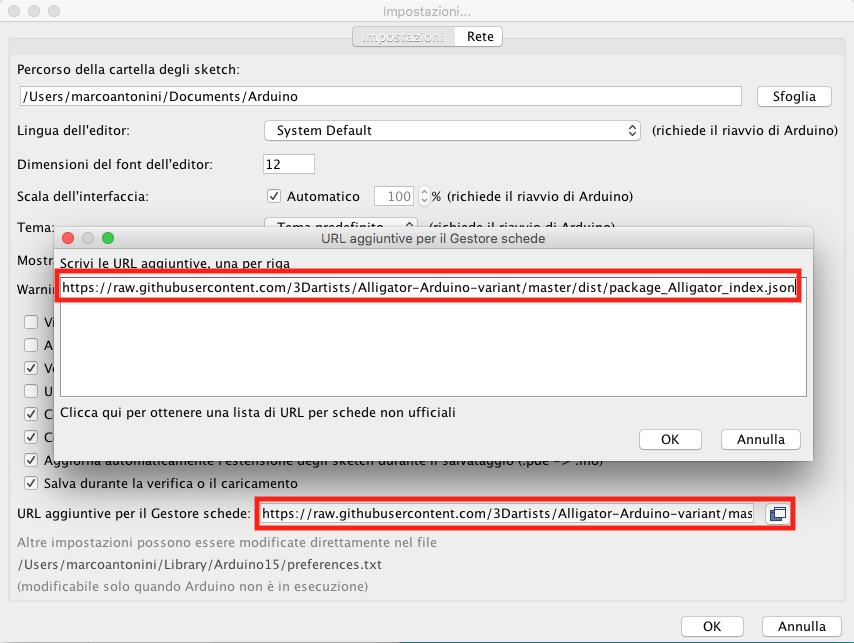 Impostazioni...
Impostazioni Rete
Percorso della cartella degli sketch:
/Users/marcoantonini/Documents/Arduino Sfoglia
Lingua dell'editor: System Default (richiede il riavvio di Arduino)
Dimensioni del font dell'editor: 12
Scala dell'interfaccia: Automatico 100 % (richiede il riavvio di Arduino)
Tema: Tema predefinito (richiede il riavvio di Arduino)
URL aggiuntive per il Gestore schede
Scrivi le URL aggiuntive, una per riga
https://raw.githubusercontent.com/3Dartists/Alligator-Arduino-variant/master/dist/package_Alligator_index.json
Clicca qui per ottenere una lista di URL per schede non ufficiali
OK Annulla
Aggiorna automaticamente l'estensione degli sketch durante il salvataggio (.pde -> .ino)
Salva durante la verifica o il caricamento
URL aggiuntive per il Gestore schede: https://raw.githubusercontent.com/3Dartists/Alligator-Arduino-variant/mas
Altre impostazioni possono essere modificate direttamente nel file
/Users/marcoantonini/Library/Arduino15/preferences.txt
(modificabile solo quando Arduino non è in esecuzione)
OK Annulla